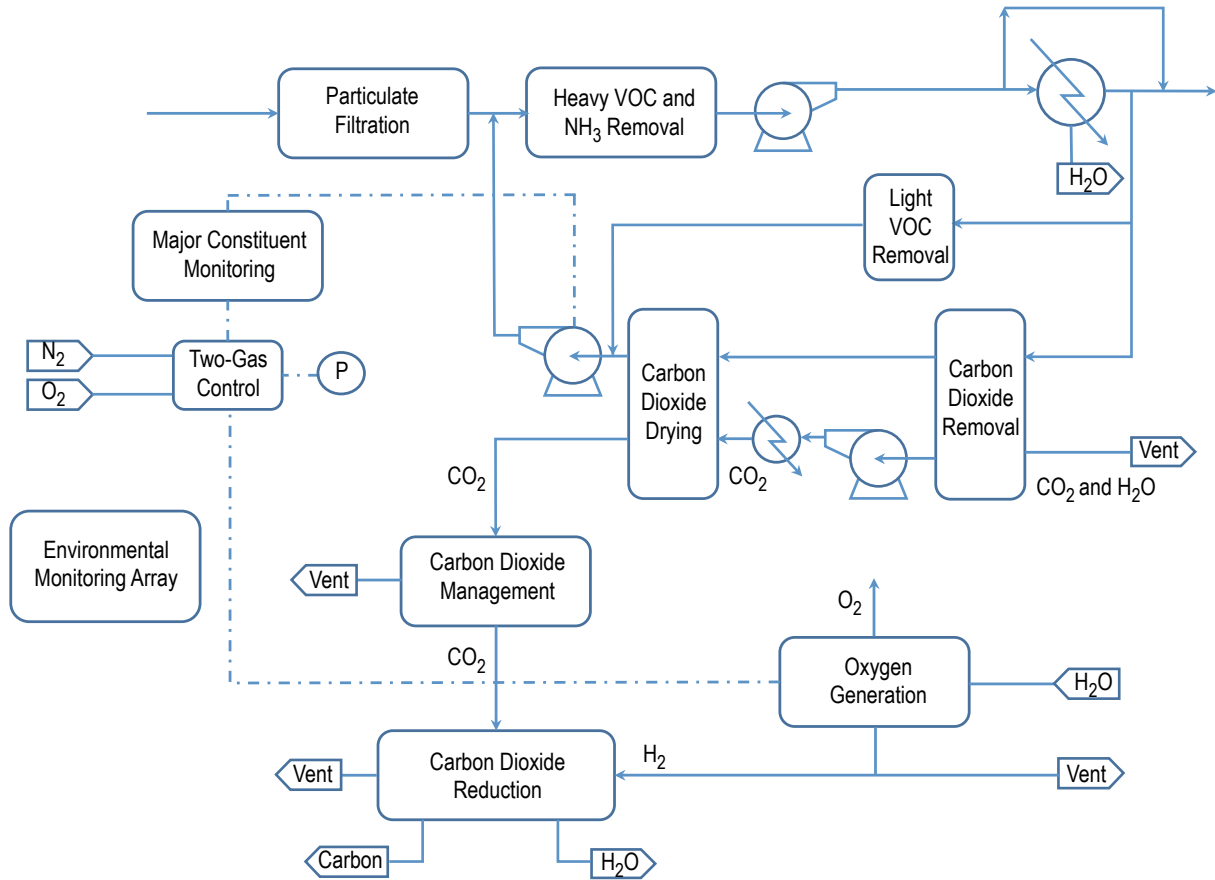 Particulate
Filtration
Heavy VOC and
NH₃ Removal
H₂O
Light
VOC
Removal
Major Constituent
Monitoring
N₂
O₂
Two-Gas
Control
P
Carbon
Dioxide
Drying
Carbon
Dioxide
Removal
Vent
CO₂
CO₂
CO₂ and H₂O
Environmental
Monitoring Array
Vent
Carbon Dioxide
Management
O₂
CO₂
Oxygen
Generation
H₂O
Vent
Carbon Dioxide
Reduction
H₂
Vent
Carbon
H₂O